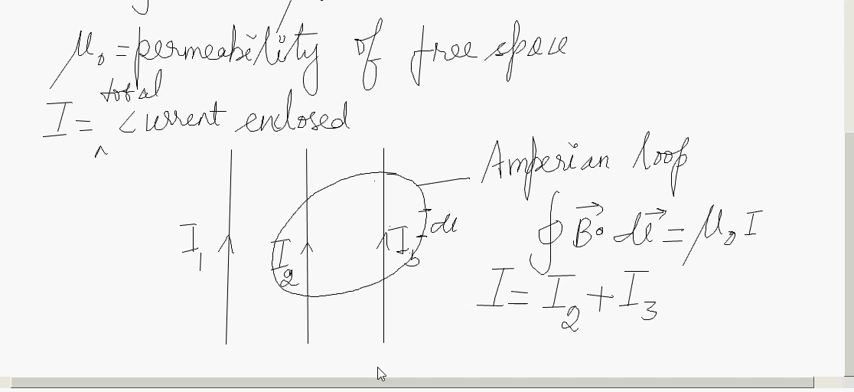 μ₀ = permeability of free space
total
I = current enclosed
^
Amperian loop
I₁
I₂
I₃
dl
∮ B⃗ · dl⃗ = μ₀ I
I = I₂ + I₃